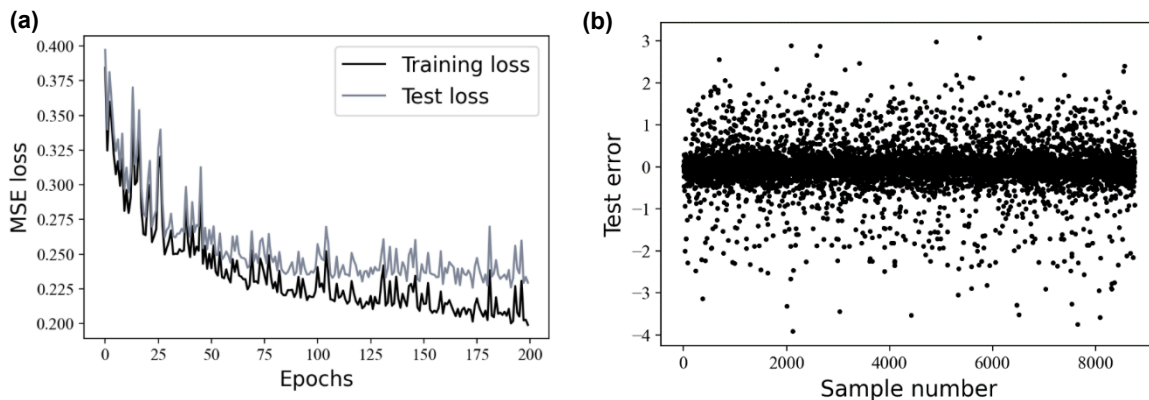 (a)
0.400
0.375
0.350
0.325
0.300
0.275
0.250
0.225
0.200
MSE loss
Training loss
Test loss
0 25 50 75 100 125 150 175 200
Epochs
(b)
3
2
1
0
−1
−2
−3
−4
Test error
0 2000 4000 6000 8000
Sample number